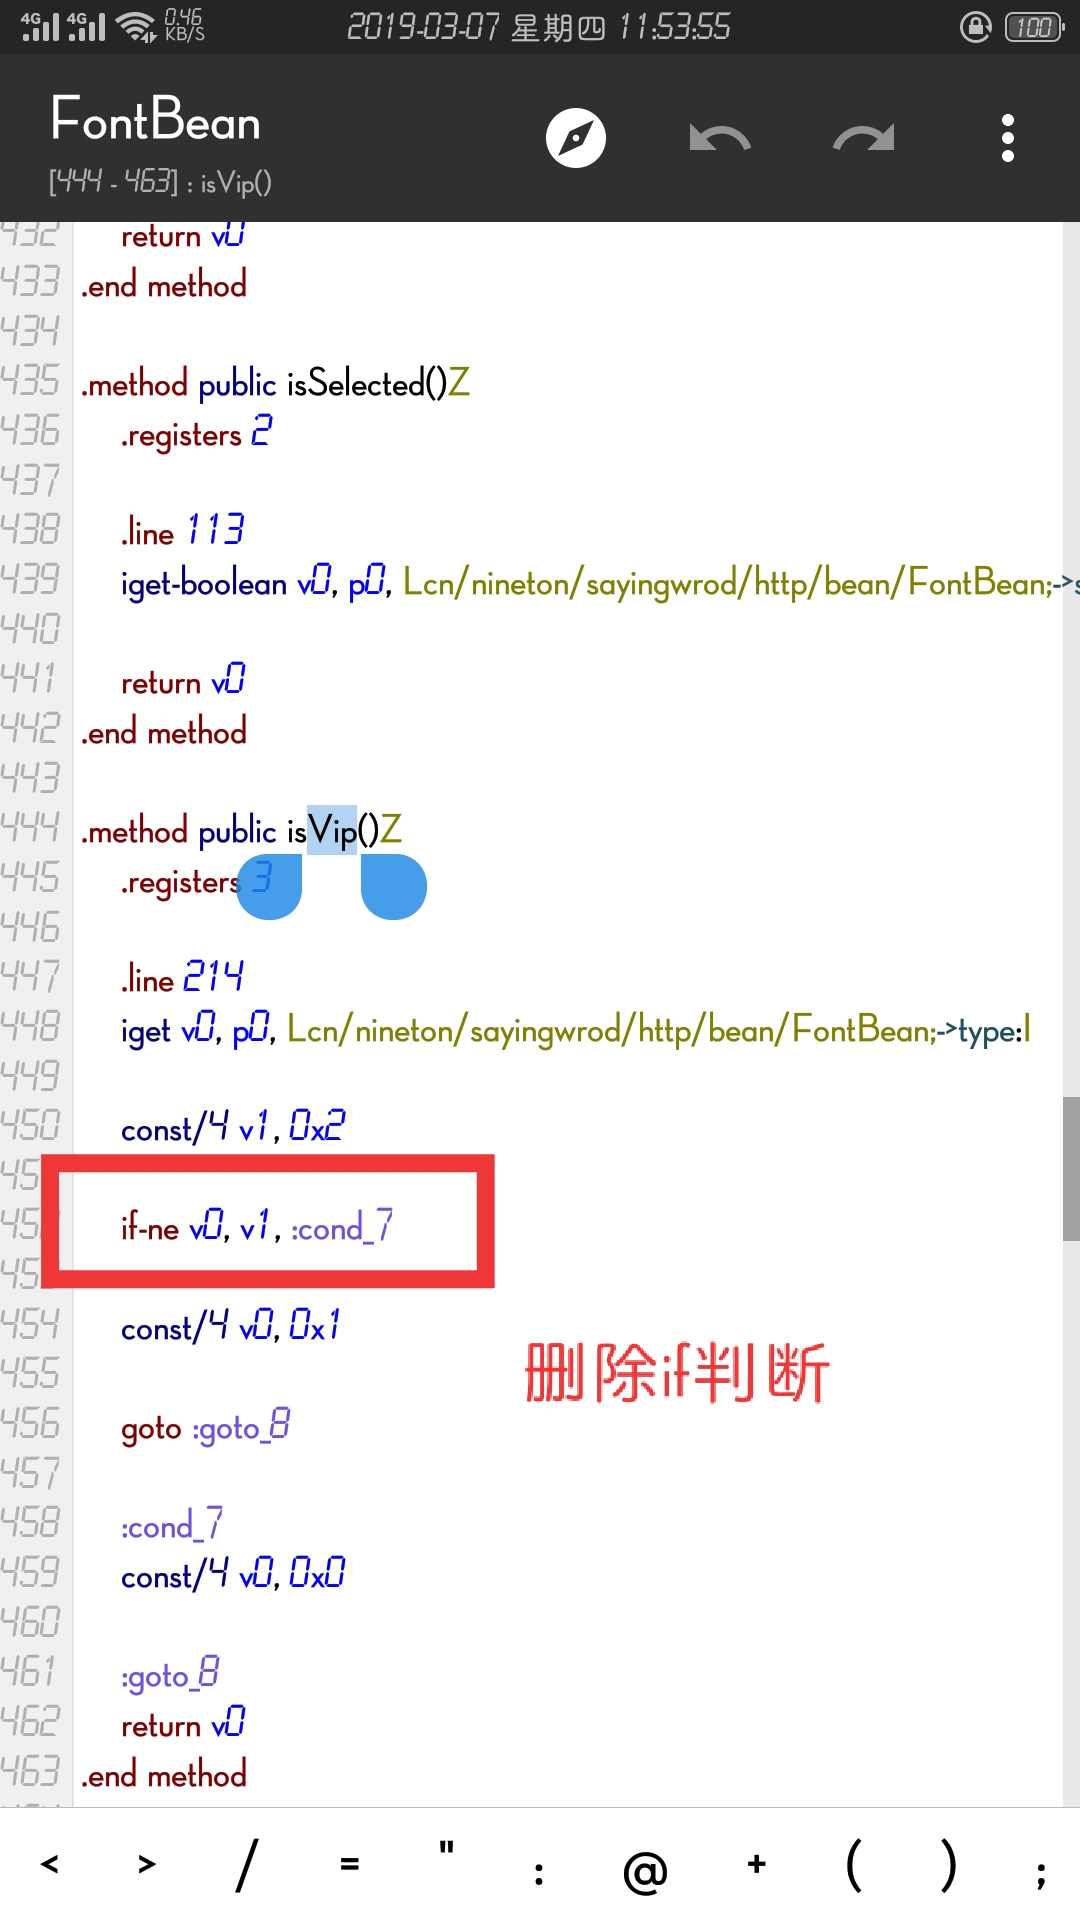 4G 4G 0.46 KB/S 2019-03-07 星期四 11:53:55 100
FontBean
[444 - 463] : isVip()
432 return v0
433 .end method
434
435 .method public isSelected()Z
436 .registers 2
437
438 .line 113
439 iget-boolean v0, p0, Lcn/nineton/sayingwrod/http/bean/FontBean;->s
440
441 return v0
442 .end method
443
444 .method public isVip()Z
445 .registers 3
446
447 .line 214
448 iget v0, p0, Lcn/nineton/sayingwrod/http/bean/FontBean;->type:I
449
450 const/4 v1, 0x2
45
45 if-ne v0, v1, :cond_7
45
454 const/4 v0, 0x1
455 删除if判断
456 goto :goto_8
457
458 :cond_7
459 const/4 v0, 0x0
460
461 :goto_8
462 return v0
463 .end method
< > / = " : @ + ( ) ;